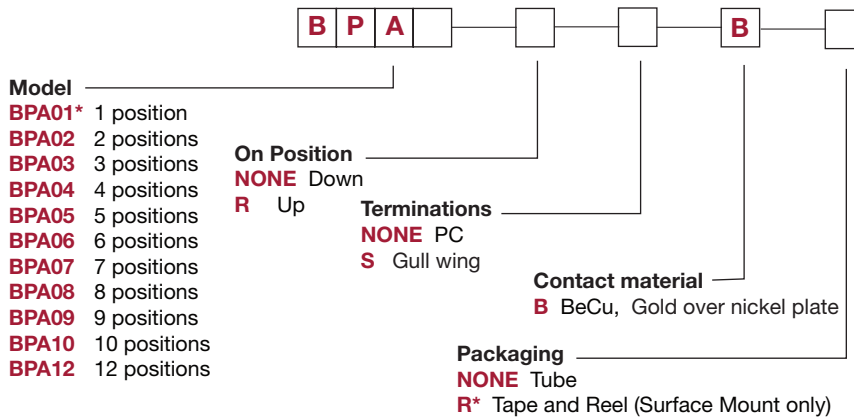 B P A B
Model
BPA01* 1 position
BPA02 2 positions
BPA03 3 positions
BPA04 4 positions
BPA05 5 positions
BPA06 6 positions
BPA07 7 positions
BPA08 8 positions
BPA09 9 positions
BPA10 10 positions
BPA12 12 positions
On Position
NONE Down
R Up
Terminations
NONE PC
S Gull wing
Contact material
B BeCu, Gold over nickel plate
Packaging
NONE Tube
R* Tape and Reel (Surface Mount only)